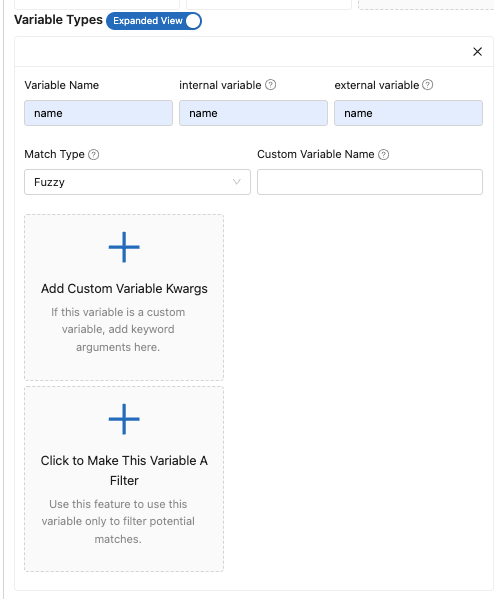 Variable Types Expanded View
Variable Name internal variable external variable
name name name
Match Type Custom Variable Name
Fuzzy
Add Custom Variable Kwargs
If this variable is a custom
variable, add keyword
arguments here.
Click to Make This Variable A
Filter
Use this feature to use this
variable only to filter potential
matches.